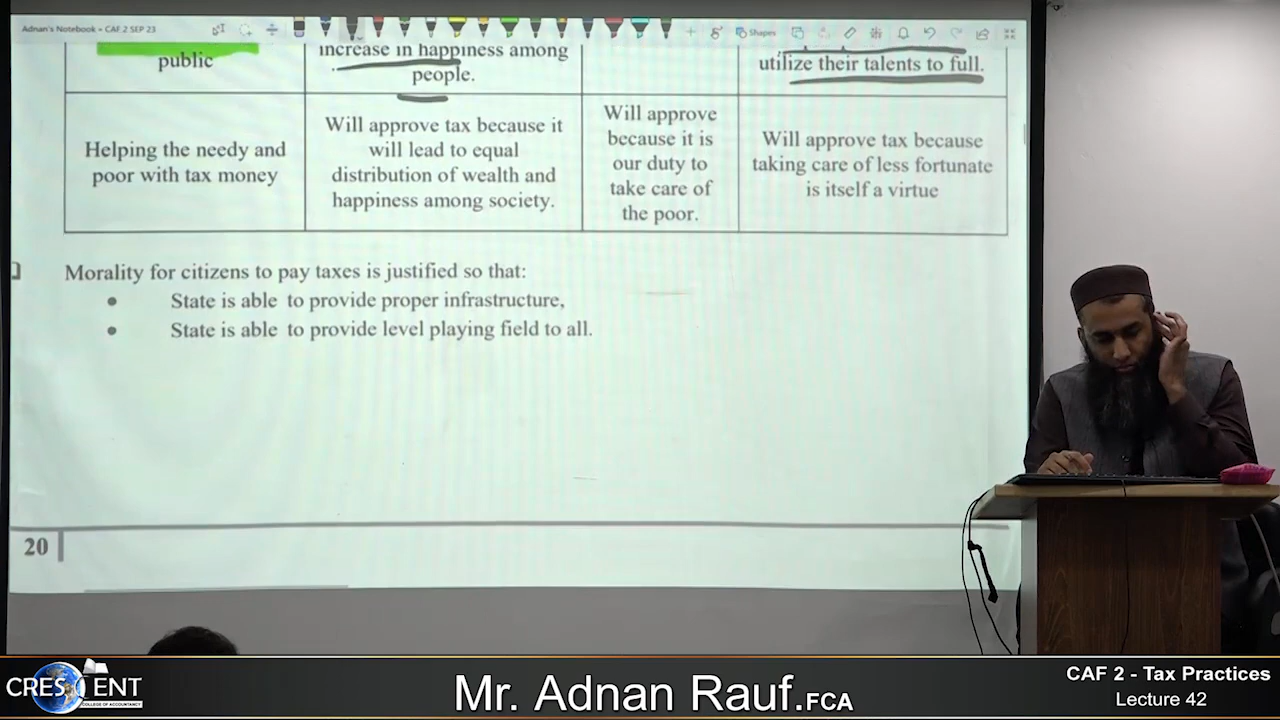 Adnan's Notebook » CAF 2 SEP 23
Shapes
public
increase in happiness among
people.
utilize their talents to full.
Helping the needy and
poor with tax money
Will approve tax because it
will lead to equal
distribution of wealth and
happiness among society.
Will approve
because it is
our duty to
take care of
the poor.
Will approve tax because
taking care of less fortunate
is itself a virtue
Morality for citizens to pay taxes is justified so that:
• State is able to provide proper infrastructure,
• State is able to provide level playing field to all.
20
CRESCENT
COLLEGE OF ACCOUNTANCY
Mr. Adnan Rauf.FCA
CAF 2 - Tax Practices
Lecture 42